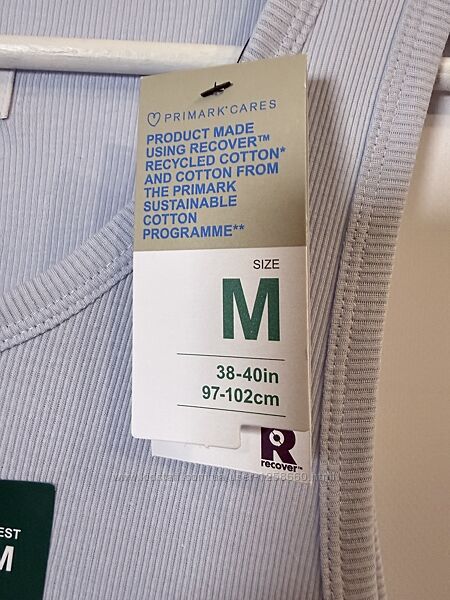 PRIMARK® CARES
PRODUCT MADE
USING RECOVER™
RECYCLED COTTON*
AND COTTON FROM
THE PRIMARK
SUSTAINABLE
COTTON
PROGRAMME**
SIZE
M
38-40in
97-102cm
R
recover™
EST
M